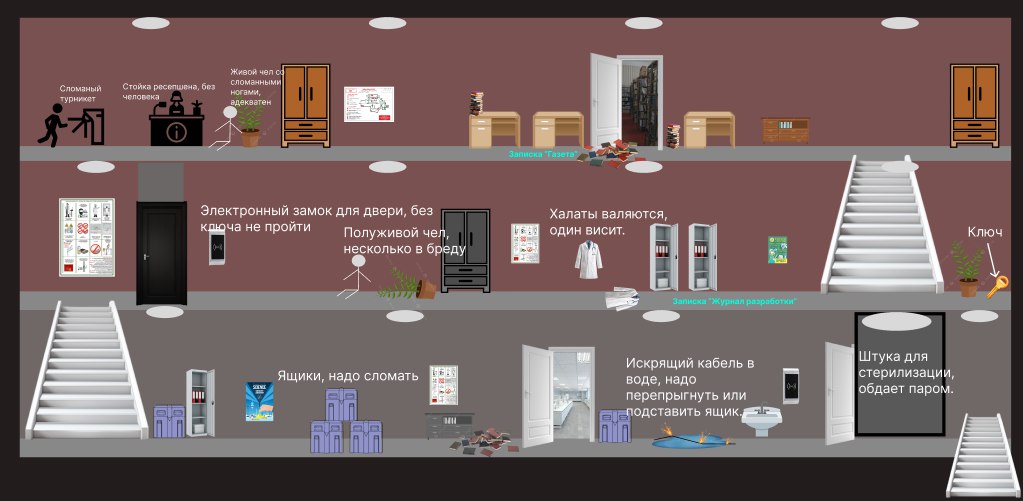 Сломаный
турникет
Стойка ресепшена, без
человека
Живой чел со
сломанными
ногами,
адекватен
Записка "Газета"
Электронный замок для двери, без
ключа не пройти
Полуживой чел,
несколько в бреду
Халаты валяются,
один висит.
Ключ
Записка "Журнал разработки"
Ящики, надо сломать
SCIENCE
Искрящий кабель в
воде, надо
перепрыгнуть или
подставить ящик.
Штука для
стерилизации,
обдает паром.